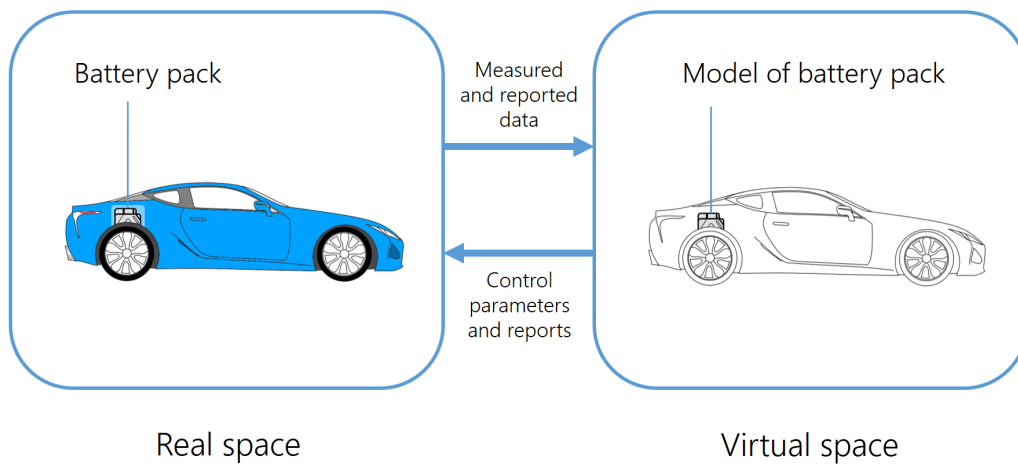 Battery pack
Measured
and reported
data
Model of battery pack
Control
parameters
and reports
Real space
Virtual space